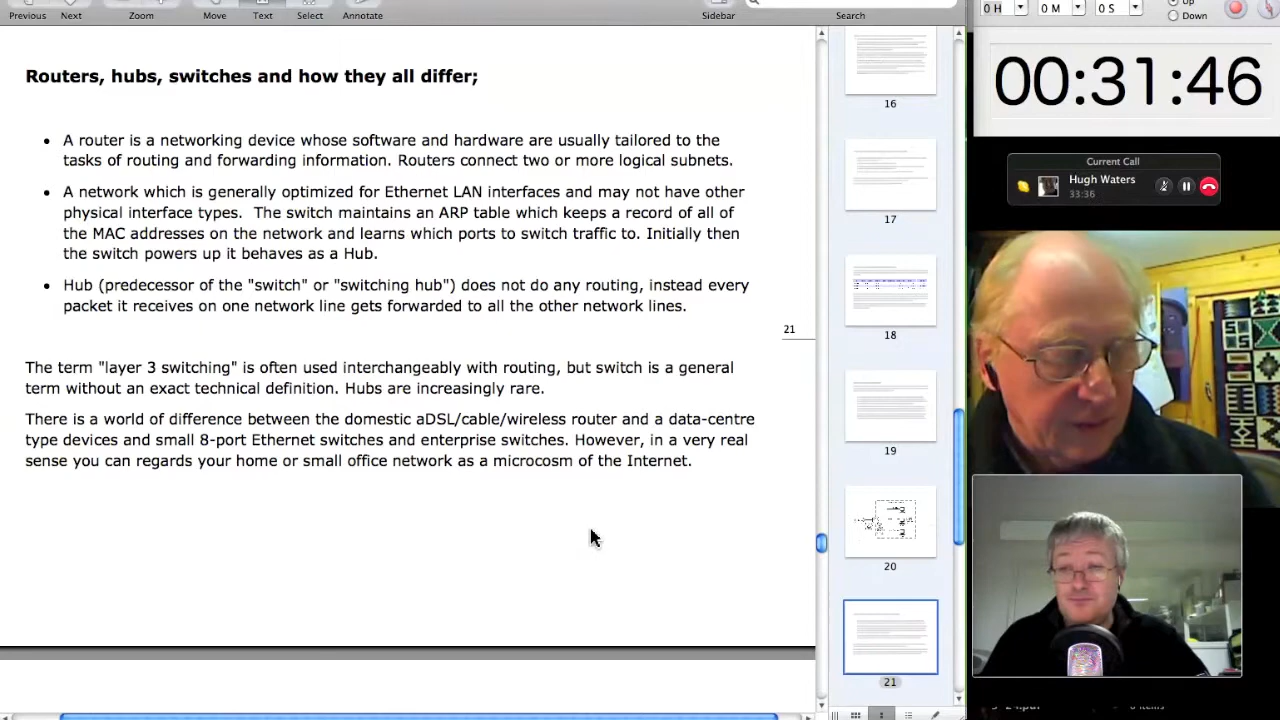 Previous Next Zoom Move Text Select Annotate Sidebar Search
0 H 0 M 0 S Up
Down
00:31:46
Current Call
Hugh Waters
33:36
Routers, hubs, switches and how they all differ;
• A router is a networking device whose software and hardware are usually tailored to the
tasks of routing and forwarding information. Routers connect two or more logical subnets.
• A network which is generally optimized for Ethernet LAN interfaces and may not have other
physical interface types. The switch maintains an ARP table which keeps a record of all of
the MAC addresses on the network and learns which ports to switch traffic to. Initially then
the switch powers up it behaves as a Hub.
• Hub (predecessor of the "switch" or "switching hub") does not do any routing, instead every
packet it receives on one network line gets forwarded to all the other network lines.
21
The term "layer 3 switching" is often used interchangeably with routing, but switch is a general
term without an exact technical definition. Hubs are increasingly rare.
There is a world of difference between the domestic aDSL/cable/wireless router and a data-centre
type devices and small 8-port Ethernet switches and enterprise switches. However, in a very real
sense you can regards your home or small office network as a microcosm of the Internet.
16
17
18
19
20
21